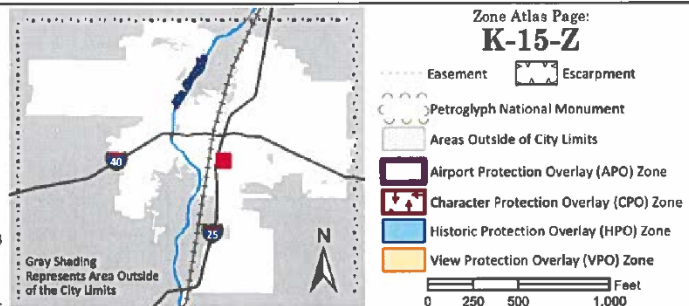 Zone Atlas Page:
K-15-Z
Easement
Escarpment
Petroglyph National Monument
Areas Outside of City Limits
Airport Protection Overlay (APO) Zone
Character Protection Overlay (CPO) Zone
Historic Protection Overlay (HPO) Zone
View Protection Overlay (VPO) Zone
Feet
0 250 500 1,000
40
25
N
Gray Shading
Represents Area Outside
of the City Limits